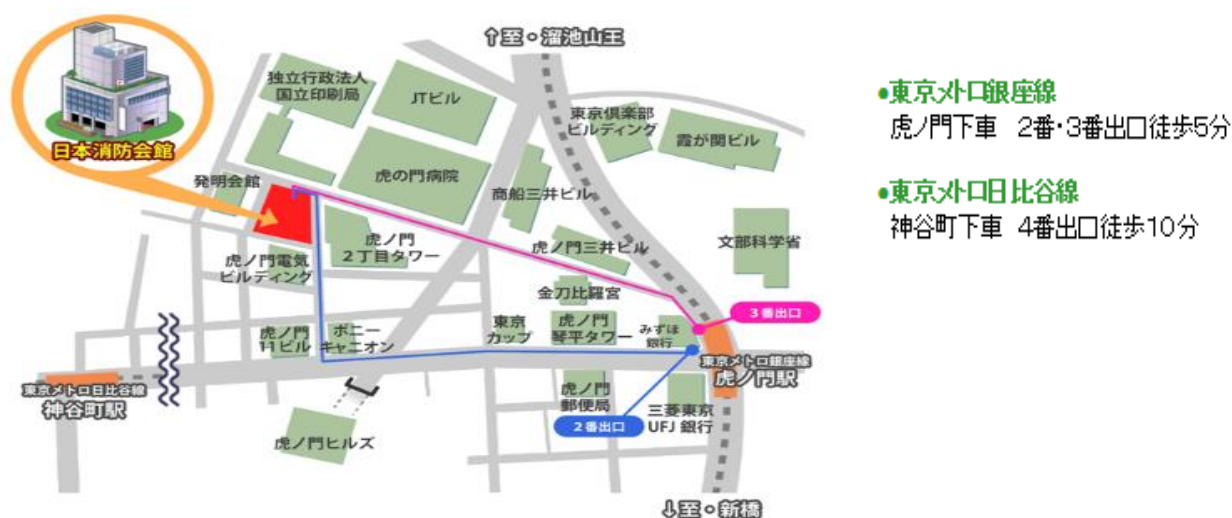 ↑至・溜池山王
独立行政法人
国立印刷局
JTビル
東京倶楽部
ビルディング
霞が関ビル
日本消防会館
発明会館
虎の門病院
商船三井ビル
虎ノ門
2丁目タワー
虎ノ門三井ビル
文部科学省
虎ノ門電気
ビルディング
金刀比羅宮
3番出口
虎ノ門
11ビル
ポニー
キャニオン
東京
カップ
虎ノ門
琴平タワー
みずほ
銀行
東京メトロ銀座線
虎ノ門駅
東京メトロ日比谷線
神谷町駅
虎ノ門
郵便局
三菱東京
UFJ 銀行
2番出口
虎ノ門ヒルズ
↓至・新橋
•東京メトロ銀座線
虎ノ門下車 2番・3番出口徒歩5分
•東京メトロ日比谷線
神谷町下車 4番出口徒歩10分